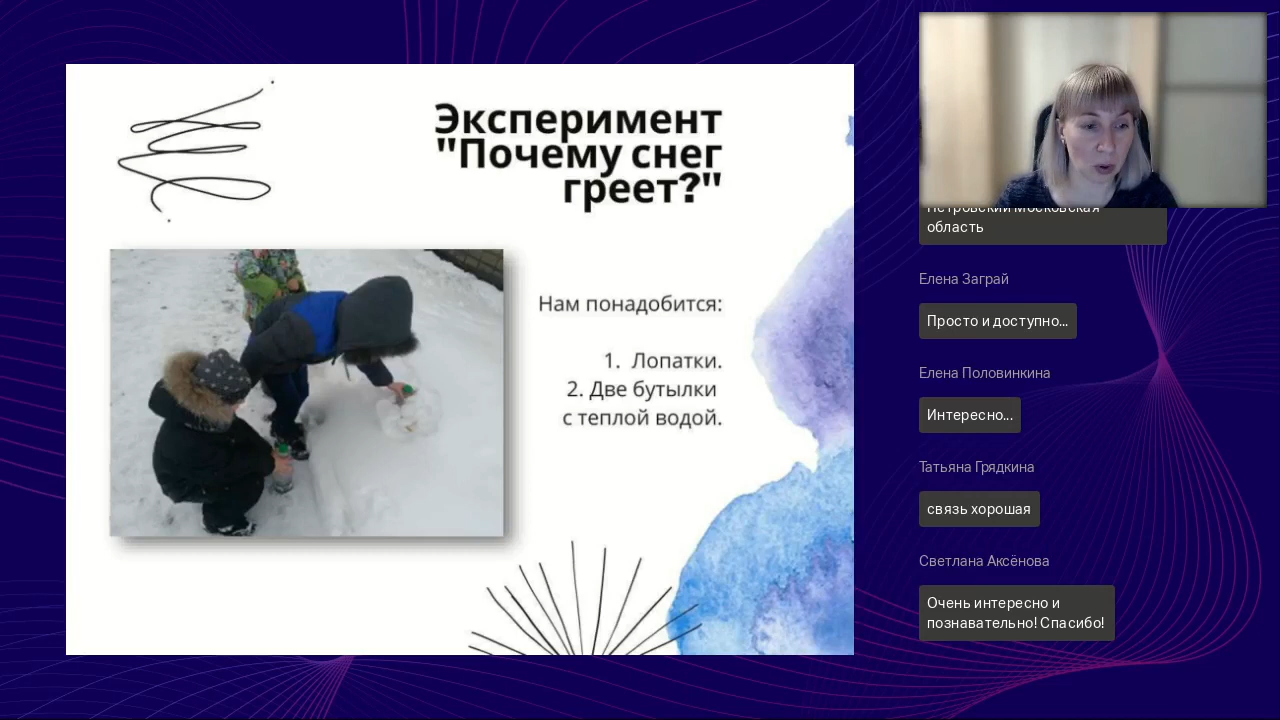 Эксперимент
"Почему снег
греет?"
Нам понадобится:
1. Лопатки.
2. Две бутылки
с теплой водой.
Петровский Московская
область
Елена Заграй
Просто и доступно...
Елена Половинкина
Интересно...
Татьяна Грядкина
связь хорошая
Светлана Аксёнова
Очень интересно и
познавательно! Спасибо!